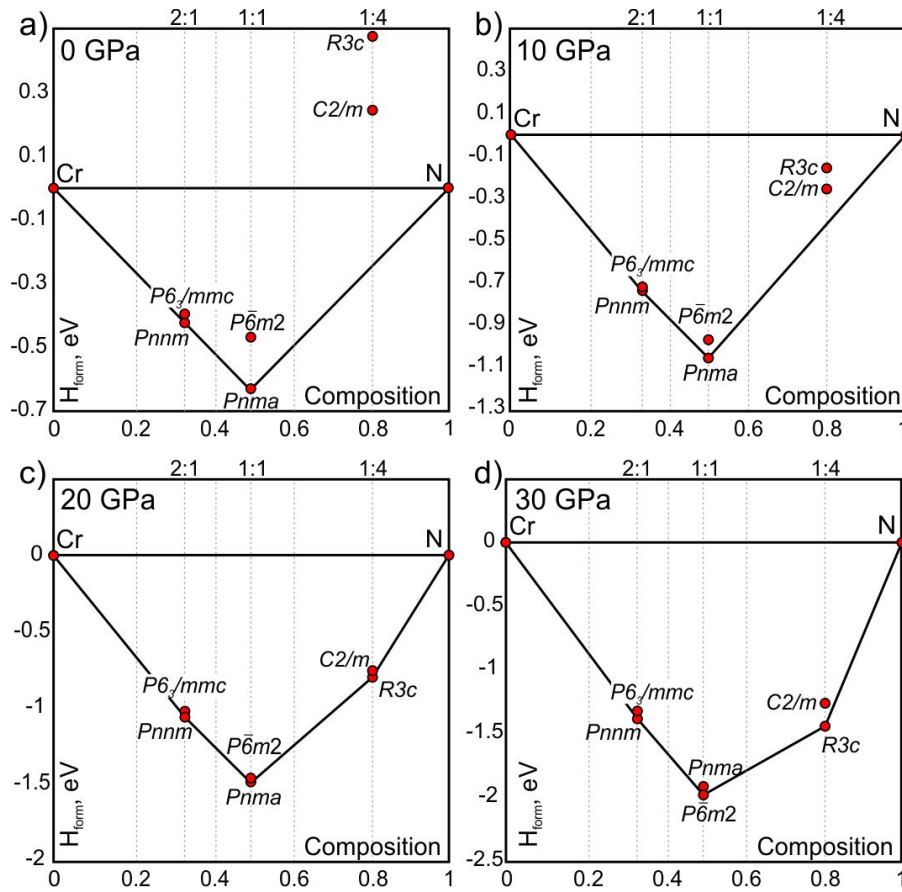 a)
2:1 1:1 1:4
0 GPa
R3c
0.3
C2/m
0.1
Cr N
-0.1
-0.3
P6₃/mmc
P6̅m2
Pnnm
-0.5
Pnma
-0.7
H_form, eV
Composition
0 0.2 0.4 0.6 0.8 1
b)
2:1 1:1 1:4
10 GPa
0.3
0.1
Cr N
-0.1
R3c
-0.3
C2/m
-0.5
P6₃/mmc
-0.7
Pnnm
P6̅m2
-0.9
-1.1
Pnma
-1.3
H_form, eV
Composition
0 0.2 0.4 0.6 0.8 1
c)
2:1 1:1 1:4
20 GPa
0
Cr N
-0.5
C2/m
P6₃/mmc
R3c
-1
Pnnm
P6̅m2
-1.5
Pnma
-2
H_form, eV
Composition
0 0.2 0.4 0.6 0.8 1
d)
2:1 1:1 1:4
30 GPa
0
Cr N
-0.5
-1
P6₃/mmc
C2/m
Pnnm
R3c
-1.5
Pnma
-2
P6̅m2
-2.5
H_form, eV
Composition
0 0.2 0.4 0.6 0.8 1